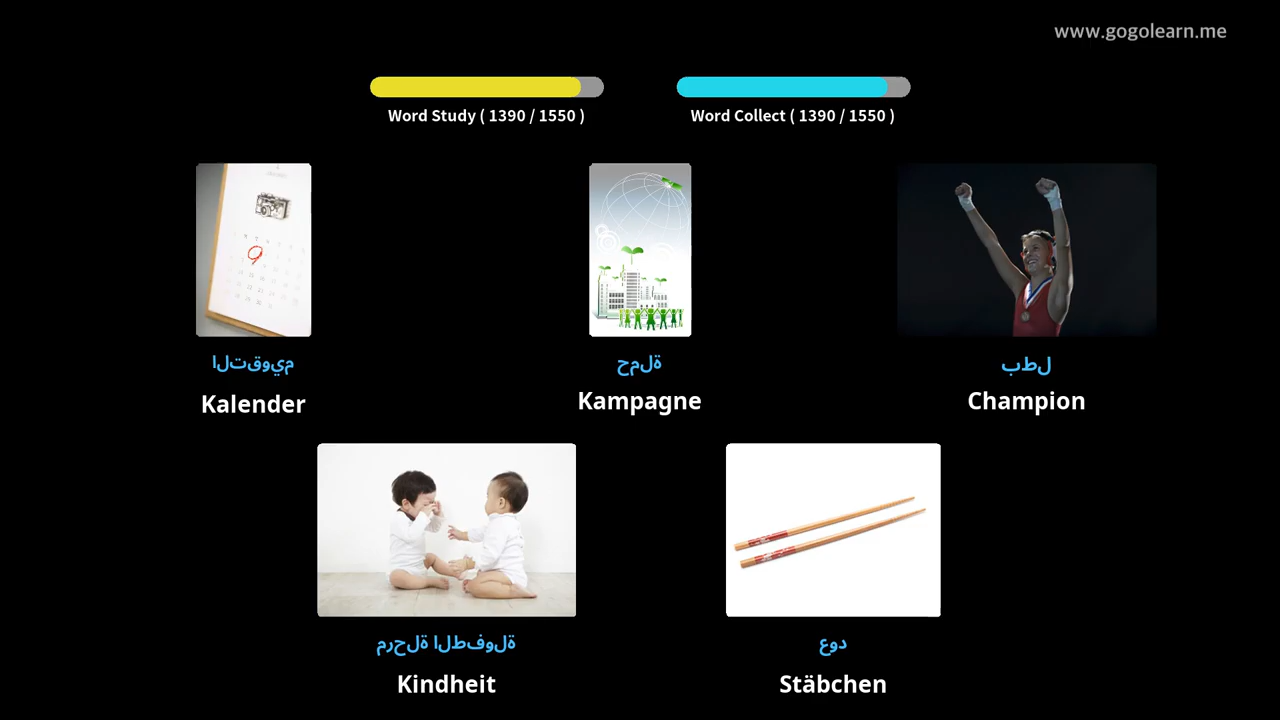 www.gogolearn.me
Word Study ( 1390 / 1550 )
Word Collect ( 1390 / 1550 )
التقويم
حملة
بطل
Kalender
Kampagne
Champion
مرحلة الطفولة
عود
Kindheit
Stäbchen